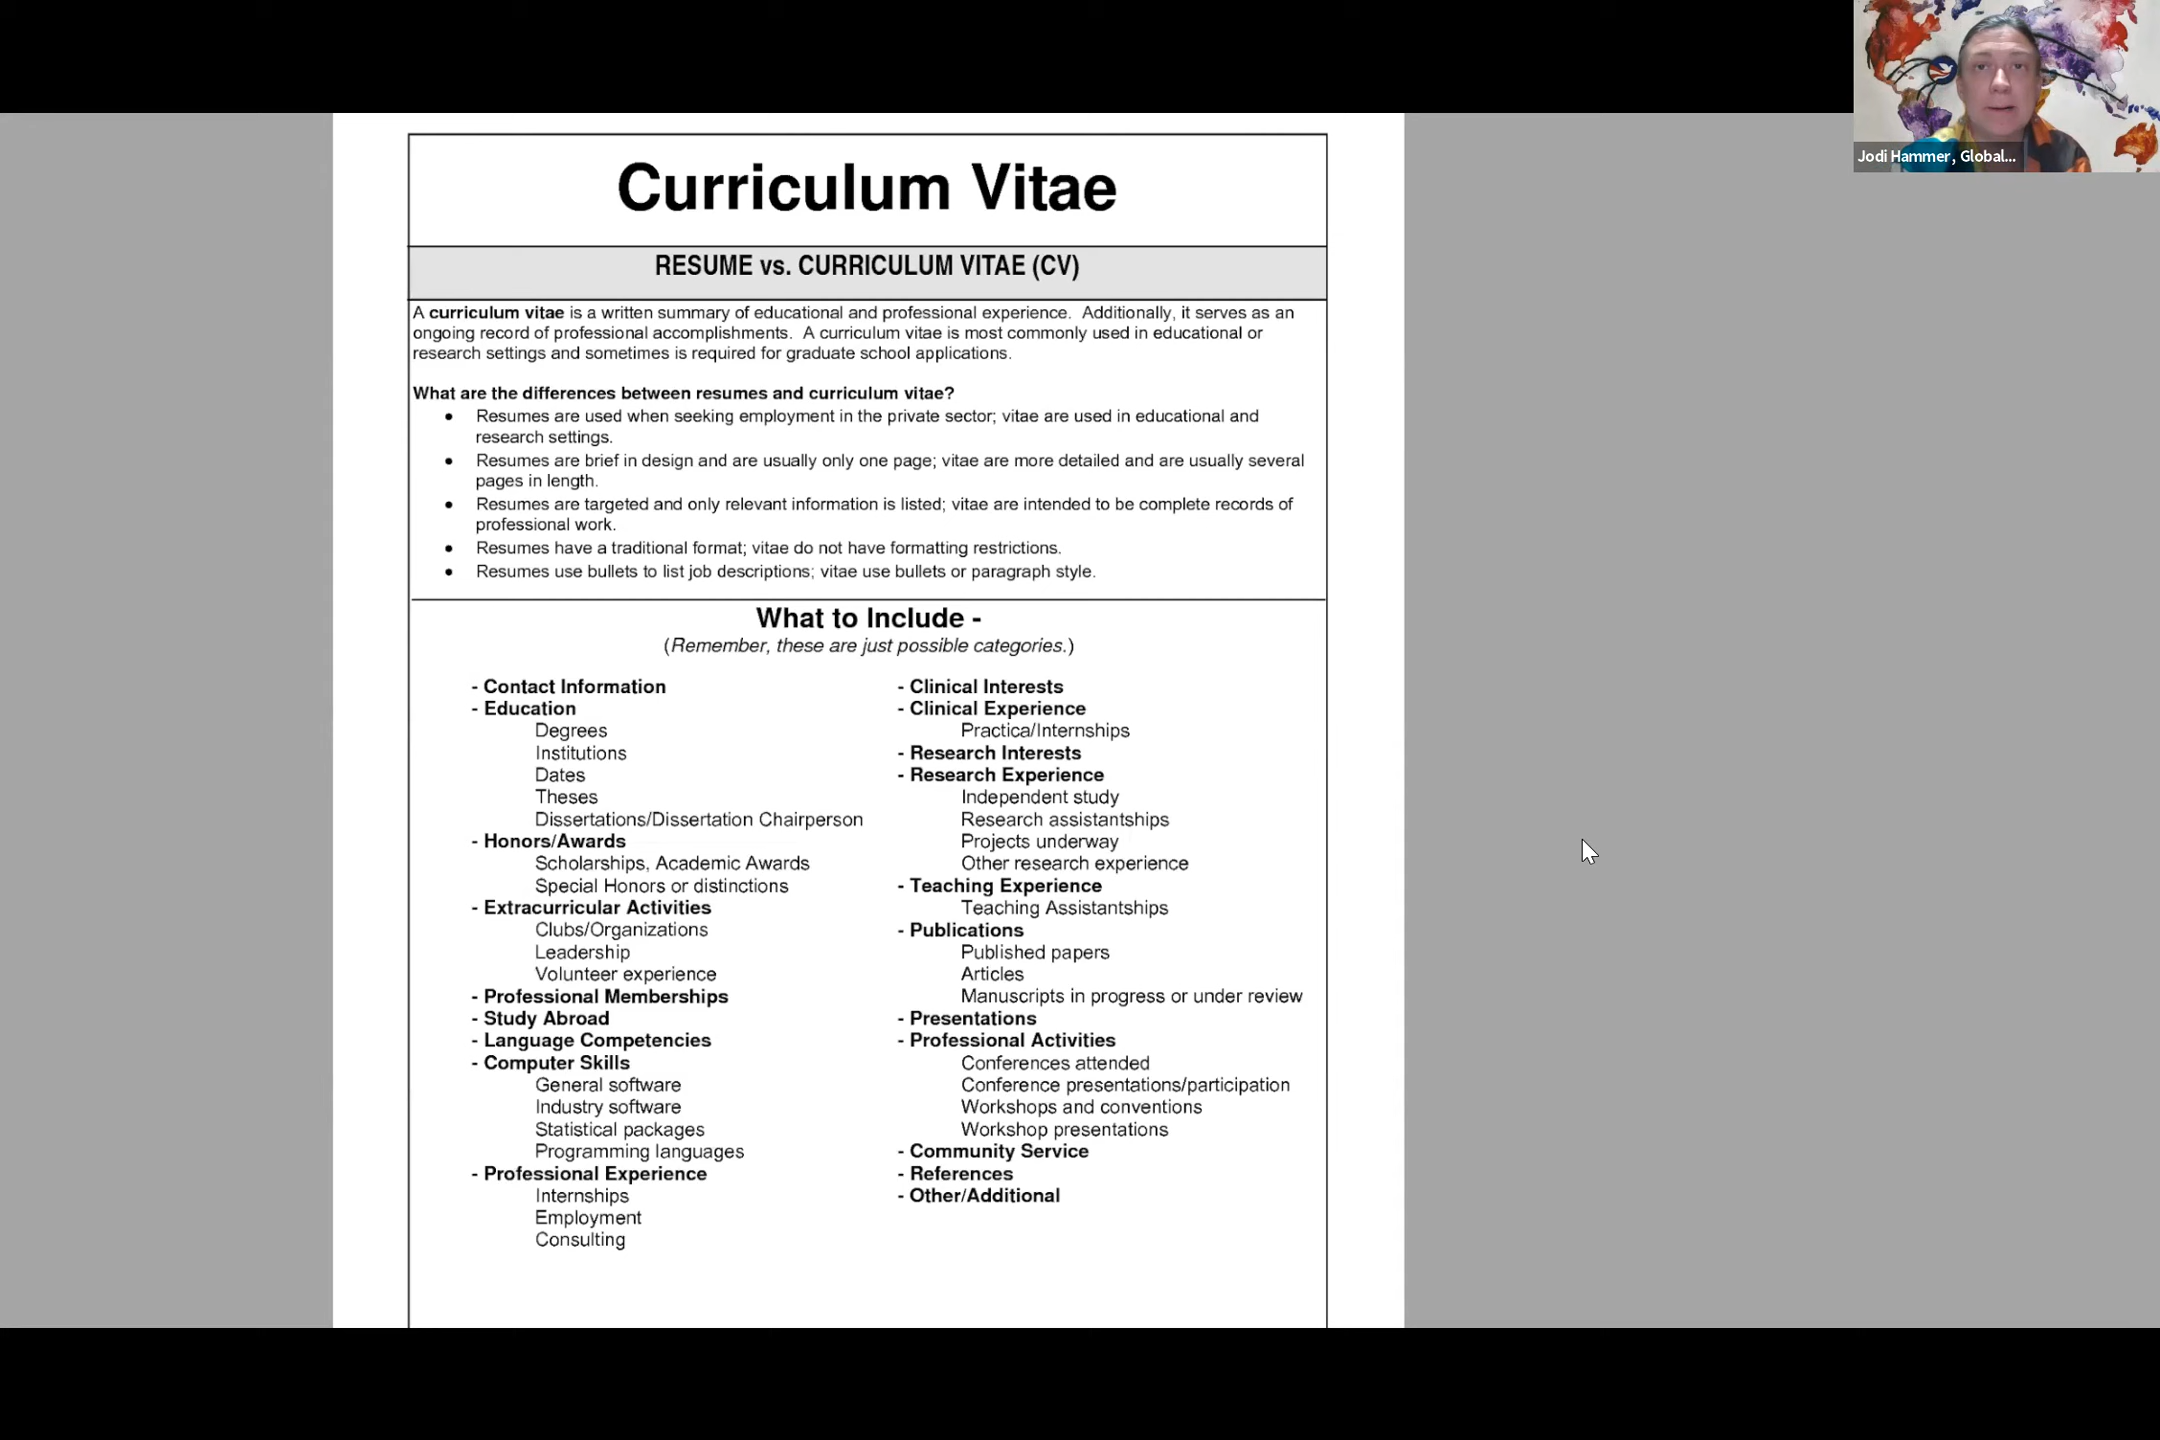 Jodi Hammer, Global...
Curriculum Vitae
RESUME vs. CURRICULUM VITAE (CV)
A curriculum vitae is a written summary of educational and professional experience. Additionally, it serves as an
ongoing record of professional accomplishments. A curriculum vitae is most commonly used in educational or
research settings and sometimes is required for graduate school applications.
What are the differences between resumes and curriculum vitae?
• Resumes are used when seeking employment in the private sector; vitae are used in educational and
research settings.
• Resumes are brief in design and are usually only one page; vitae are more detailed and are usually several
pages in length.
• Resumes are targeted and only relevant information is listed; vitae are intended to be complete records of
professional work.
• Resumes have a traditional format; vitae do not have formatting restrictions.
• Resumes use bullets to list job descriptions; vitae use bullets or paragraph style.
What to Include -
(Remember, these are just possible categories.)
- Contact Information
- Education
Degrees
Institutions
Dates
Theses
Dissertations/Dissertation Chairperson
- Honors/Awards
Scholarships, Academic Awards
Special Honors or distinctions
- Extracurricular Activities
Clubs/Organizations
Leadership
Volunteer experience
- Professional Memberships
- Study Abroad
- Language Competencies
- Computer Skills
General software
Industry software
Statistical packages
Programming languages
- Professional Experience
Internships
Employment
Consulting
- Clinical Interests
- Clinical Experience
Practica/Internships
- Research Interests
- Research Experience
Independent study
Research assistantships
Projects underway
Other research experience
- Teaching Experience
Teaching Assistantships
- Publications
Published papers
Articles
Manuscripts in progress or under review
- Presentations
- Professional Activities
Conferences attended
Conference presentations/participation
Workshops and conventions
Workshop presentations
- Community Service
- References
- Other/Additional